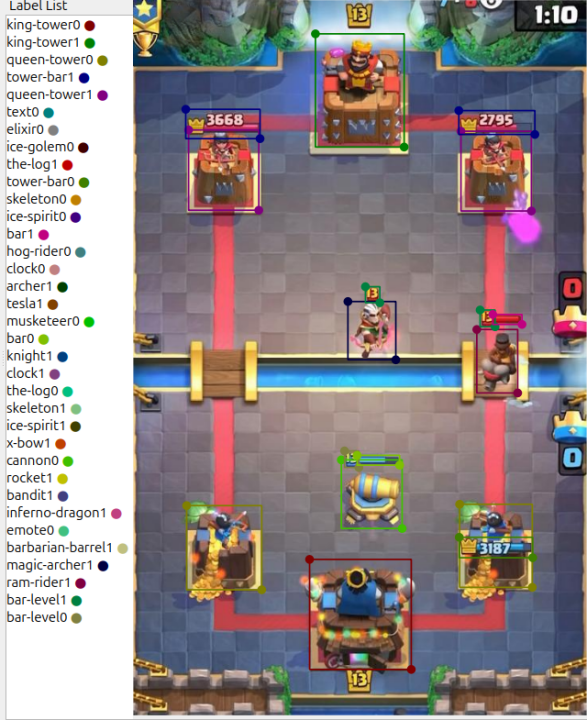 Label List
king-tower0
king-tower1
queen-tower0
tower-bar1
queen-tower1
text0
elixir0
ice-golem0
the-log1
tower-bar0
skeleton0
ice-spirit0
bar1
hog-rider0
clock0
archer1
tesla1
musketeer0
bar0
knight1
clock1
the-log0
skeleton1
ice-spirit1
x-bow1
cannon0
rocket1
bandit1
inferno-dragon1
emote0
barbarian-barrel1
magic-archer1
ram-rider1
bar-level1
bar-level0
13
1:10
3668
2795
13
13
0
0
13
3187
13